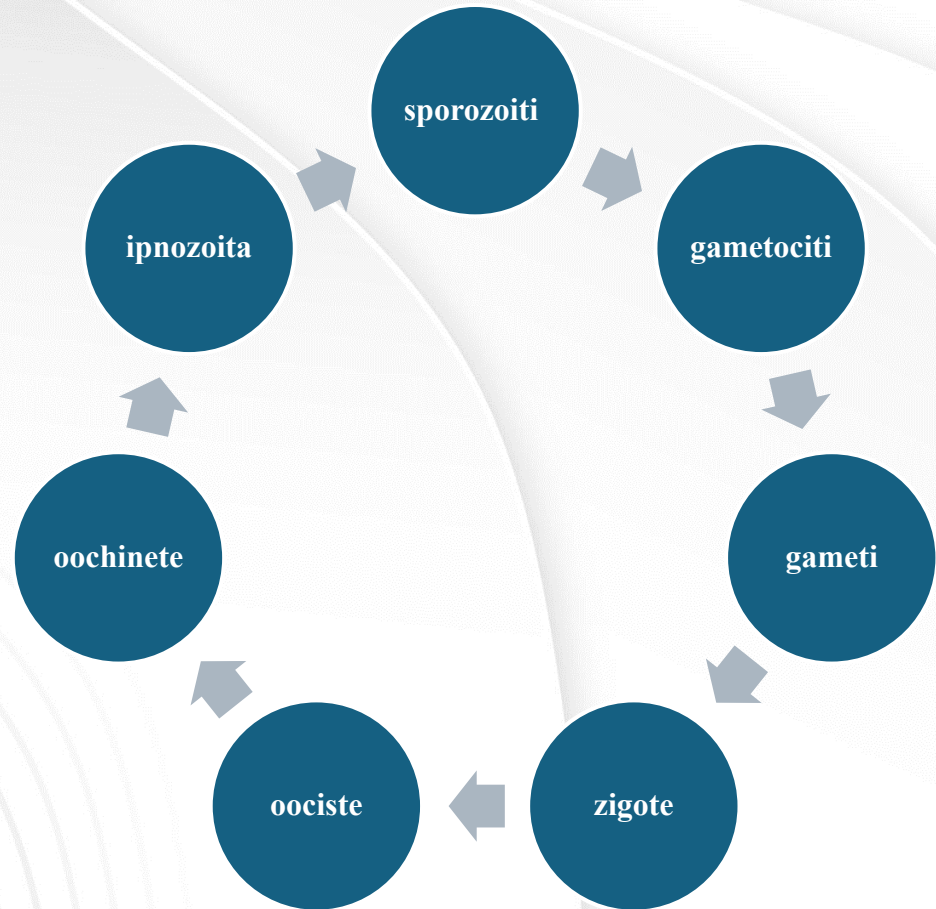 sporozoiti
gametociti
gameti
zigote
oociste
oochinete
ipnozoita